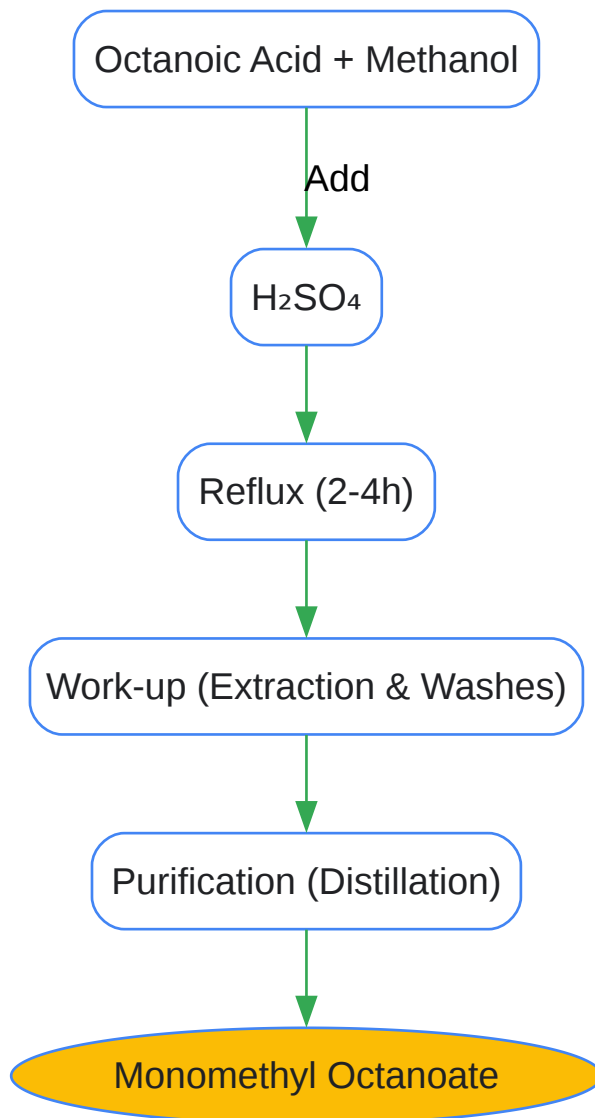 Octanoic Acid + Methanol
Add
H₂SO₄
Reflux (2-4h)
Work-up (Extraction & Washes)
Purification (Distillation)
Monomethyl Octanoate